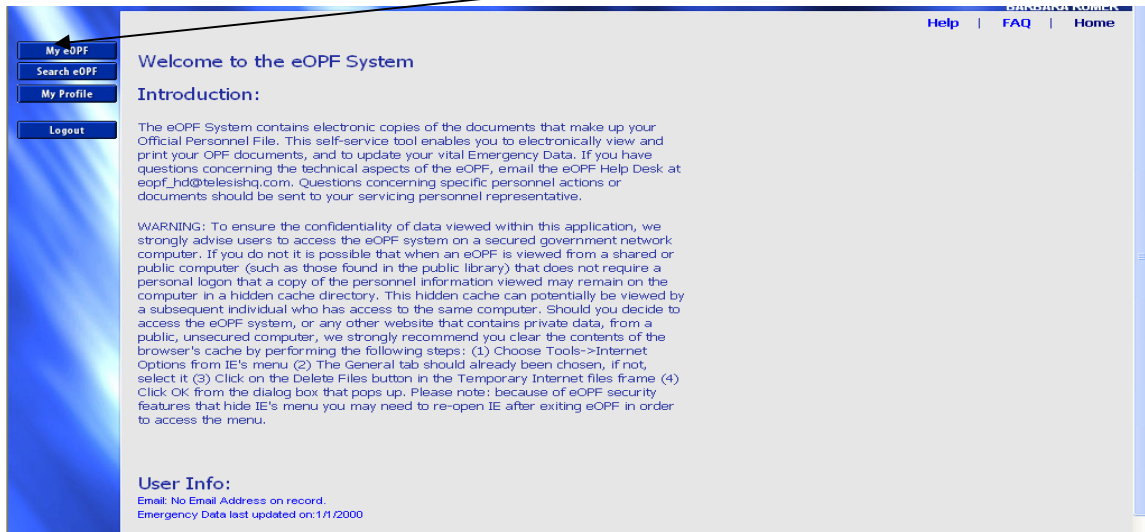 BARBARA ROMER
Help | FAQ | Home
My eOPF
Search eOPF
My Profile
Logout
Welcome to the eOPF System
Introduction:
The eOPF System contains electronic copies of the documents that make up your
Official Personnel File. This self-service tool enables you to electronically view and
print your OPF documents, and to update your vital Emergency Data. If you have
questions concerning the technical aspects of the eOPF, email the eOPF Help Desk at
eopf_hd@telesishq.com. Questions concerning specific personnel actions or
documents should be sent to your servicing personnel representative.
WARNING: To ensure the confidentiality of data viewed within this application, we
strongly advise users to access the eOPF system on a secured government network
computer. If you do not it is possible that when an eOPF is viewed from a shared or
public computer (such as those found in the public library) that does not require a
personal logon that a copy of the personnel information viewed may remain on the
computer in a hidden cache directory. This hidden cache can potentially be viewed by
a subsequent individual who has access to the same computer. Should you decide to
access the eOPF system, or any other website that contains private data, from a
public, unsecured computer, we strongly recommend you clear the contents of the
browser's cache by performing the following steps: (1) Choose Tools->Internet
Options from IE's menu (2) The General tab should already been chosen, if not,
select it (3) Click on the Delete Files button in the Temporary Internet files frame (4)
Click OK from the dialog box that pops up. Please note: because of eOPF security
features that hide IE's menu you may need to re-open IE after exiting eOPF in order
to access the menu.
User Info:
Email: No Email Address on record.
Emergency Data last updated on:1/1/2000